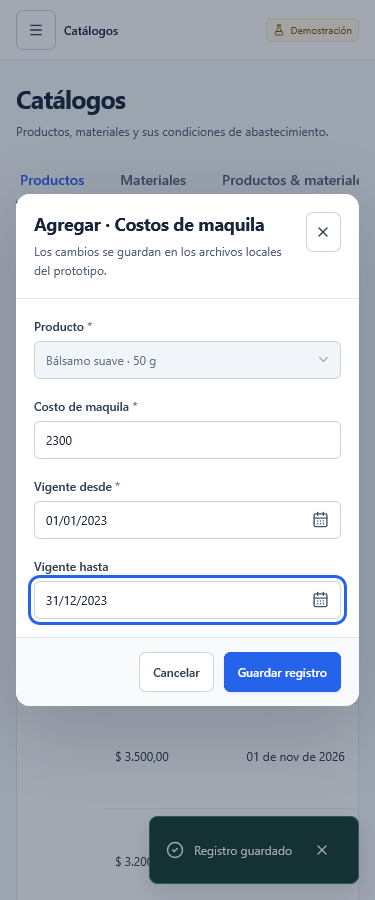 Catálogos
Demostración
Catálogos
Productos, materiales y sus condiciones de abastecimiento.
Productos
Materiales
Productos & materiale
Agregar · Costos de maquila
Los cambios se guardan en los archivos locales
del prototipo.
Producto *
Bálsamo suave · 50 g
Costo de maquila *
2300
Vigente desde *
01/01/2023
Vigente hasta
31/12/2023
Cancelar
Guardar registro
$ 3.500,00
01 de nov de 2026
$ 3.200
Registro guardado